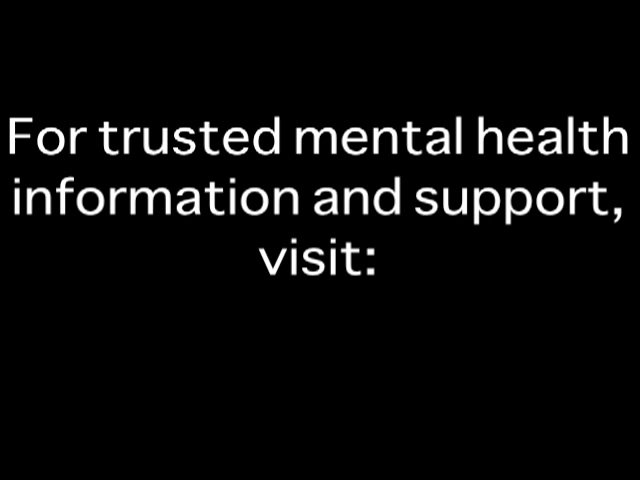 For trusted mental health
information and support,
visit: